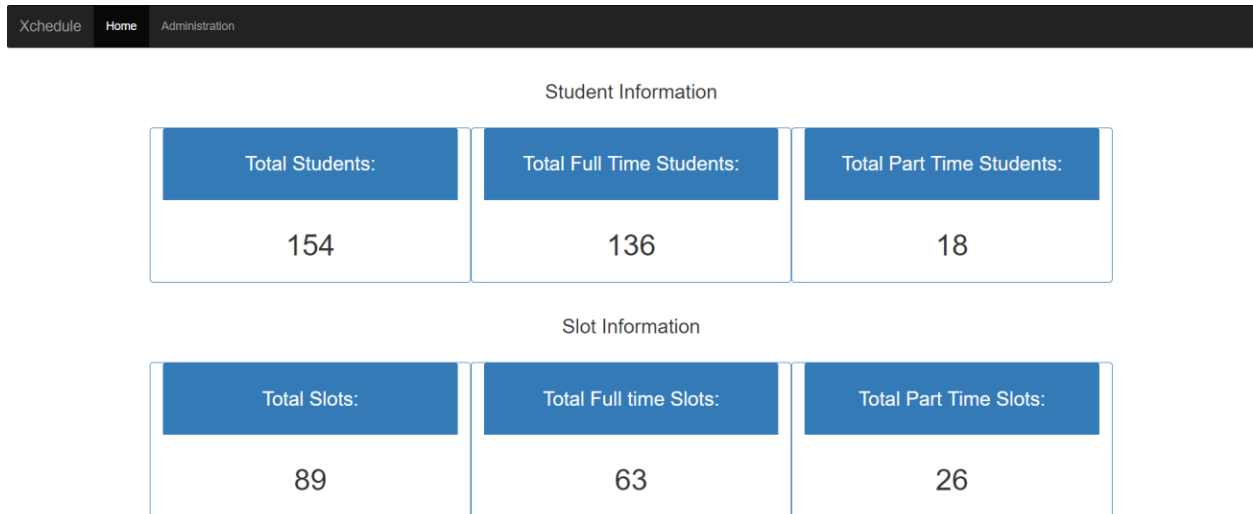 Xchedule Home Administration
Student Information
Total Students: Total Full Time Students: Total Part Time Students:
154 136 18
Slot Information
Total Slots: Total Full time Slots: Total Part Time Slots:
89 63 26